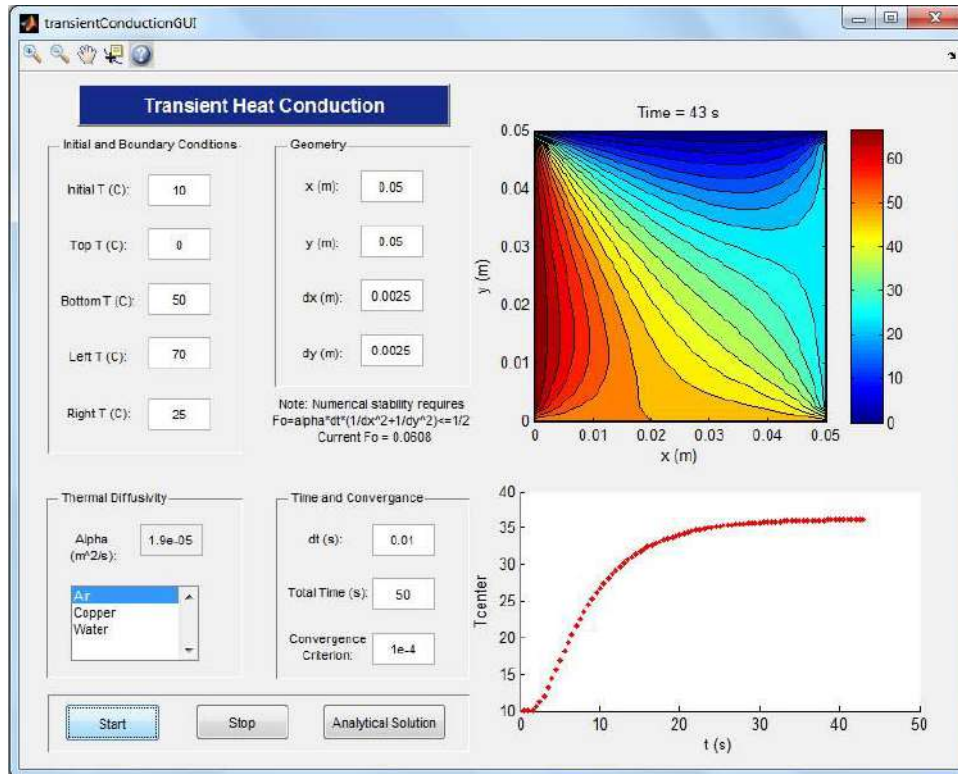 transientConductionGUI
Transient Heat Conduction
Initial and Boundary Conditions
Initial T (C):
10
Top T (C):
0
Bottom T (C):
50
Left T (C):
70
Right T (C):
25
Geometry
x (m):
0.05
y (m):
0.05
dx (m):
0.0025
dy (m):
0.0025
Note: Numerical stability requires
Fo=alpha*dt*(1/dx^2+1/dy^2)<=1/2
Current Fo = 0.0608
Time = 43 s
0.05
0.04
0.03
0.02
0.01
0
y (m)
0 0.01 0.02 0.03 0.04 0.05
x (m)
60
50
40
30
20
10
0
Thermal Diffusivity
Alpha
(m^2/s):
1.9e-05
Air
Copper
Water
Time and Convergance
dt (s):
0.01
Total Time (s):
50
Convergence
Criterion:
1e-4
Start
Stop
Analytical Solution
40
35
30
25
20
15
10
Tcenter
0 10 20 30 40 50
t (s)